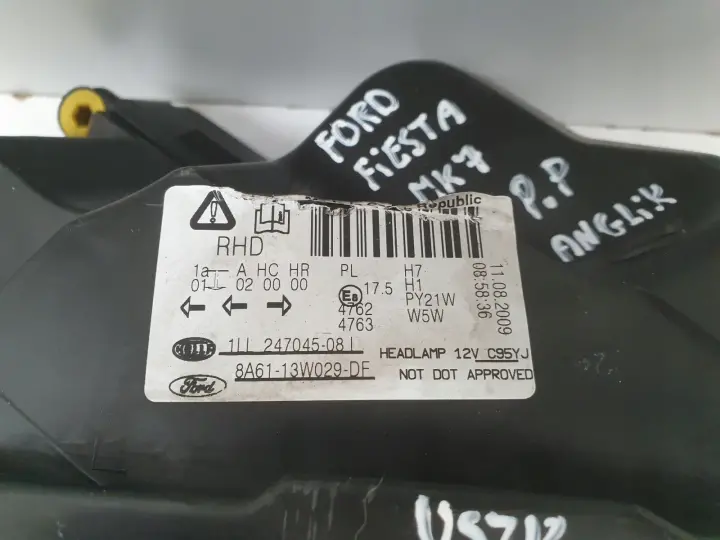 FORD
FiESTA
MK7
P.P
ANGLiK
RHD
1a A HC HR
01 02 00 00
PL
17.5
4762
4763
H7
H1
PY21W
W5W
11.08.2009
08:58:36
HELLE
247045-08
HEADLAMP 12V C95YJ
Ford
8A61-13W029-DE
NOT DOT APPROVED